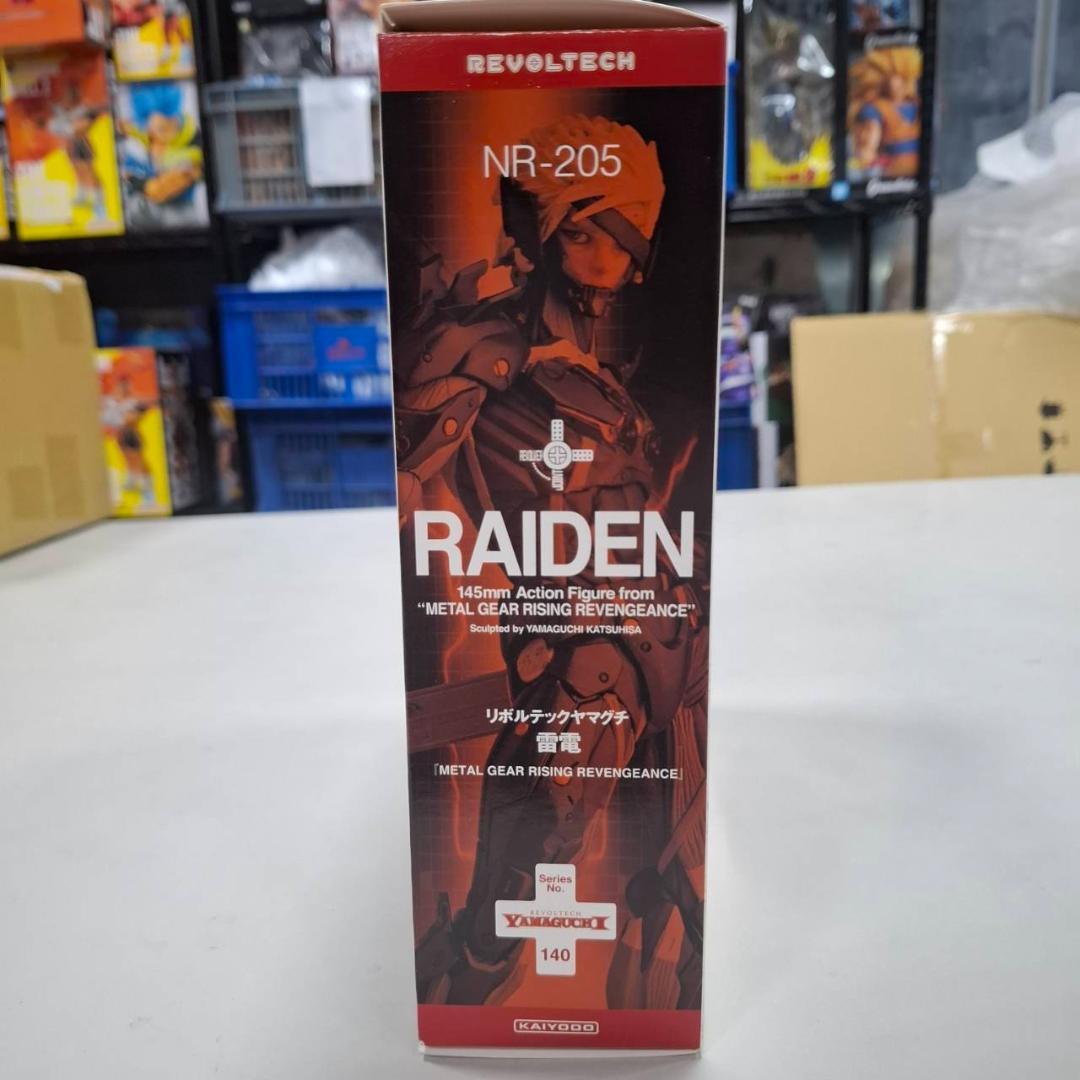 REVOLTECH
NR-205
REVOLVER
JOINT
RAIDEN
145mm Action Figure from
“METAL GEAR RISING REVENGEANCE”
Sculpted by YAMAGUCHI KATSUHISA
リボルテックヤマグチ
雷電
『METAL GEAR RISING REVENGEANCE』
Series
No.
REVOLTECH
YAMAGUCHI
140
KAIYODO